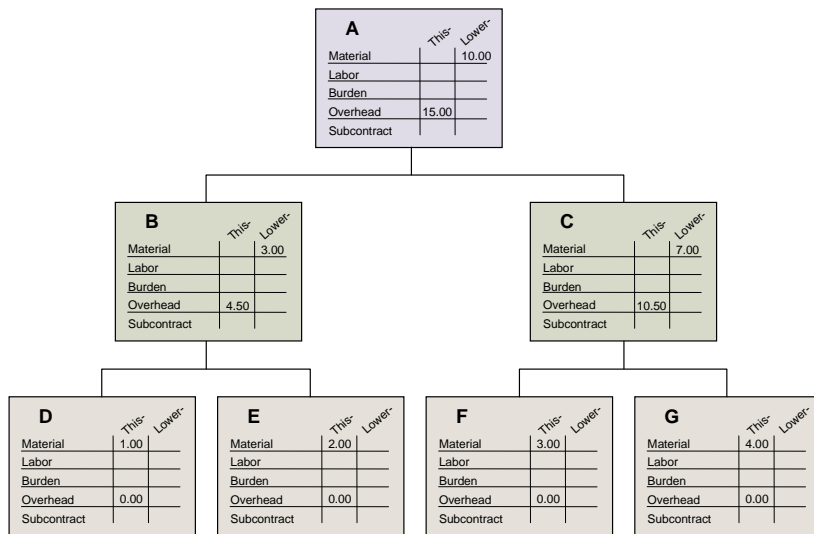 A This- Lower-
Material 10.00
Labor
Burden
Overhead 15.00
Subcontract
B This- Lower-
Material 3.00
Labor
Burden
Overhead 4.50
Subcontract
C This- Lower-
Material 7.00
Labor
Burden
Overhead 10.50
Subcontract
D This- Lower-
Material 1.00
Labor
Burden
Overhead 0.00
Subcontract
E This- Lower-
Material 2.00
Labor
Burden
Overhead 0.00
Subcontract
F This- Lower-
Material 3.00
Labor
Burden
Overhead 0.00
Subcontract
G This- Lower-
Material 4.00
Labor
Burden
Overhead 0.00
Subcontract